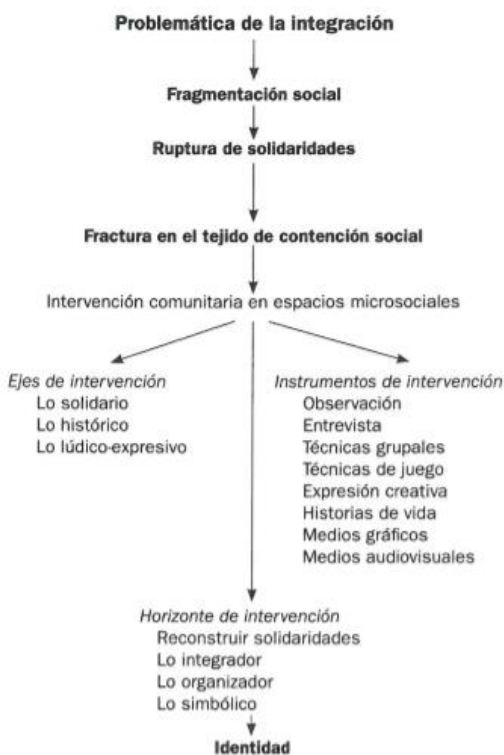 Problemática de la integración
Fragmentación social
Ruptura de solidaridades
Fractura en el tejido de contención social
Intervención comunitaria en espacios microsociales
Ejes de intervención
Lo solidario
Lo histórico
Lo lúdico-expresivo
Instrumentos de intervención
Observación
Entrevista
Técnicas grupales
Técnicas de juego
Expresión creativa
Historias de vida
Medios gráficos
Medios audiovisuales
Horizonte de intervención
Reconstruir solidaridades
Lo integrador
Lo organizador
Lo simbólico
Identidad